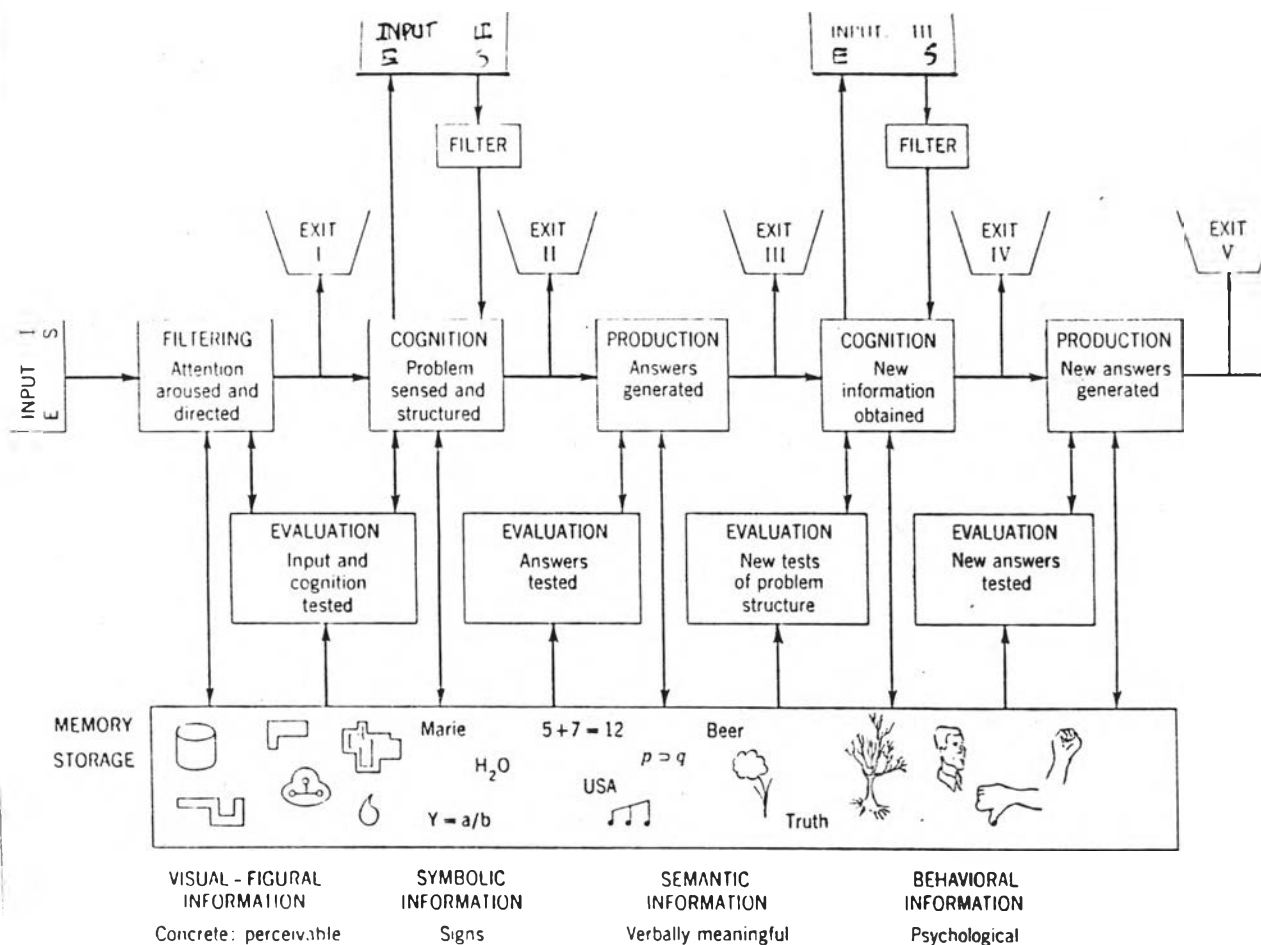 INPUT II
E S
INPUT III
E S
FILTER
FILTER
EXIT
I
EXIT
II
EXIT
III
EXIT
IV
EXIT
V
INPUT I
E S
FILTERING
Attention
aroused and
directed
COGNITION
Problem
sensed and
structured
PRODUCTION
Answers
generated
COGNITION
New
information
obtained
PRODUCTION
New answers
generated
EVALUATION
Input and
cognition
tested
EVALUATION
Answers
tested
EVALUATION
New tests
of problem
structure
EVALUATION
New answers
tested
MEMORY
STORAGE
Marie
5 + 7 = 12
Beer
H₂O
p ⊃ q
USA
Y = a/b
Truth
VISUAL - FIGURAL
INFORMATION
Concrete: perceivable
SYMBOLIC
INFORMATION
Signs
SEMANTIC
INFORMATION
Verbally meaningful
BEHAVIORAL
INFORMATION
Psychological